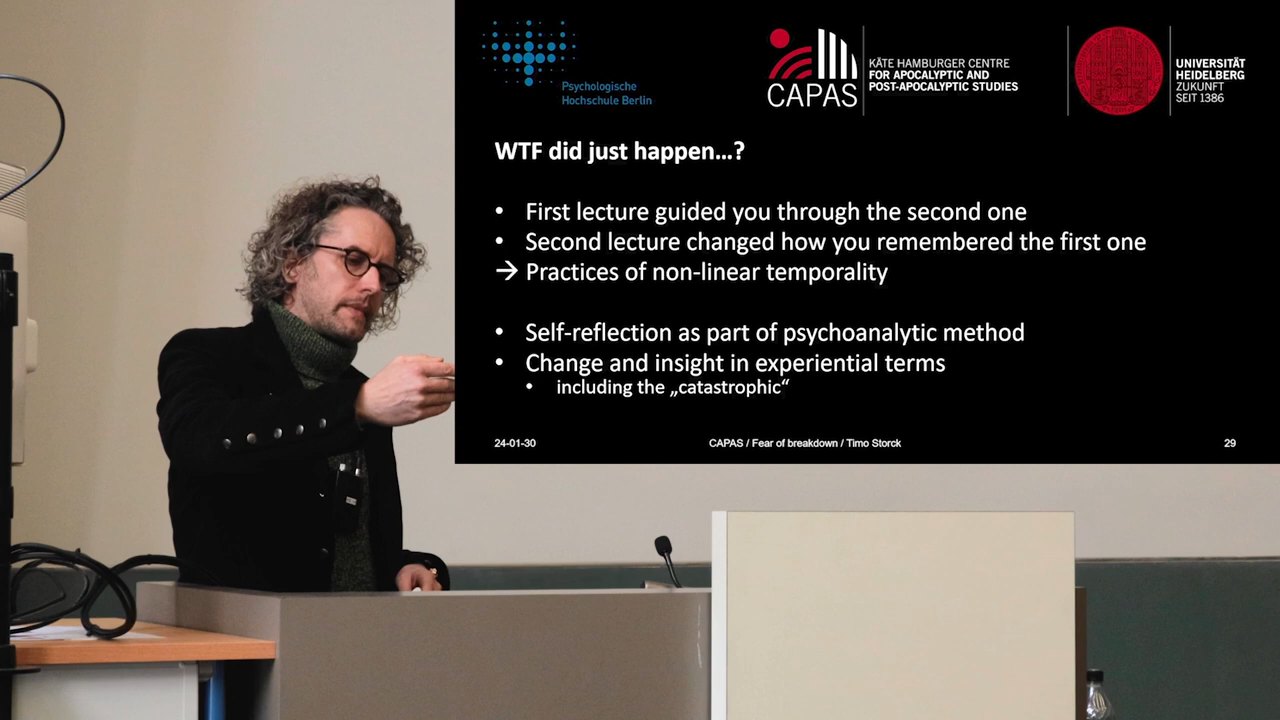 Psychologische
Hochschule Berlin
CAPAS
KÄTE HAMBURGER CENTRE
FOR APOCALYPTIC AND
POST-APOCALYPTIC STUDIES
UNIVERSITÄT
HEIDELBERG
ZUKUNFT
SEIT 1386
WTF did just happen…?
• First lecture guided you through the second one
• Second lecture changed how you remembered the first one
→ Practices of non-linear temporality
• Self-reflection as part of psychoanalytic method
• Change and insight in experiential terms
• including the „catastrophic“
24-01-30 CAPAS / Fear of breakdown / Timo Storck 29